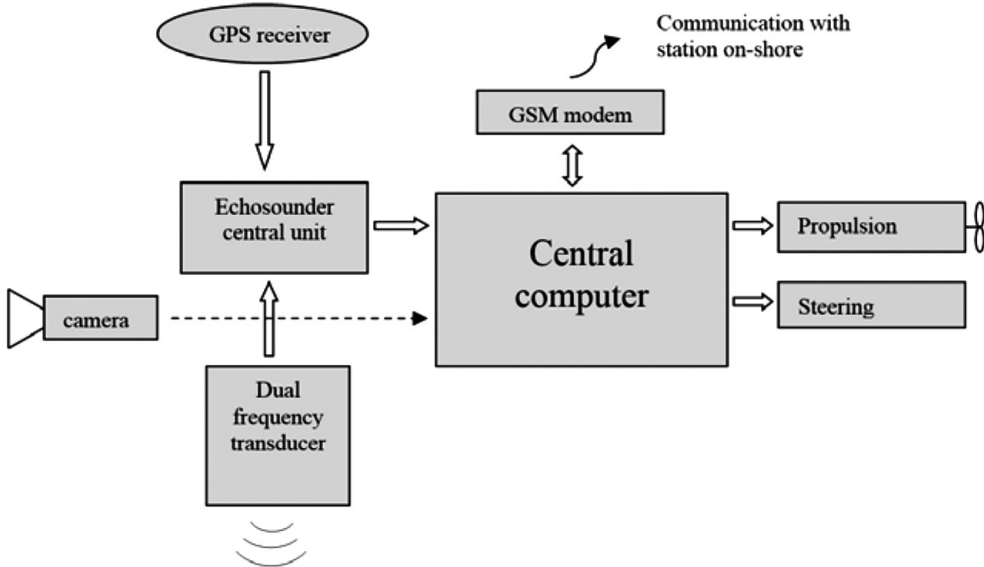 GPS receiver
Communication with
station on-shore
GSM modem
Echosounder
central unit
Central
computer
Propulsion
Steering
camera
Dual
frequency
transducer